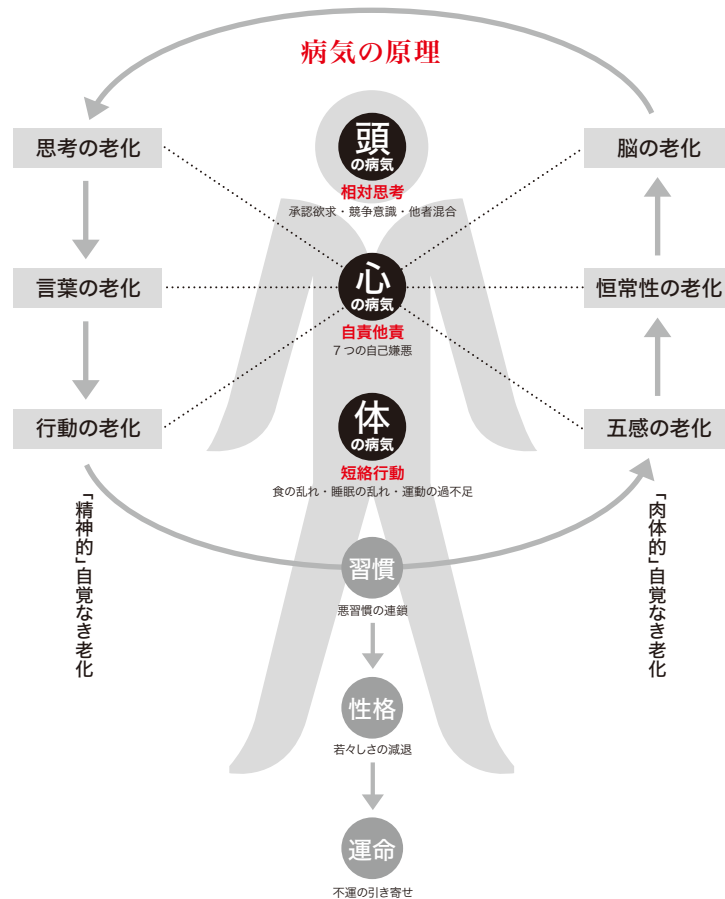 病気の原理
思考の老化
言葉の老化
行動の老化
「精神的」自覚なき老化
頭
の病気
相対思考
承認欲求・競争意識・他者混合
心
の病気
自責他責
7つの自己嫌悪
体
の病気
短絡行動
食の乱れ・睡眠の乱れ・運動の過不足
習慣
悪習慣の連鎖
性格
若々しさの減退
運命
不運の引き寄せ
脳の老化
恒常性の老化
五感の老化
「肉体的」自覚なき老化